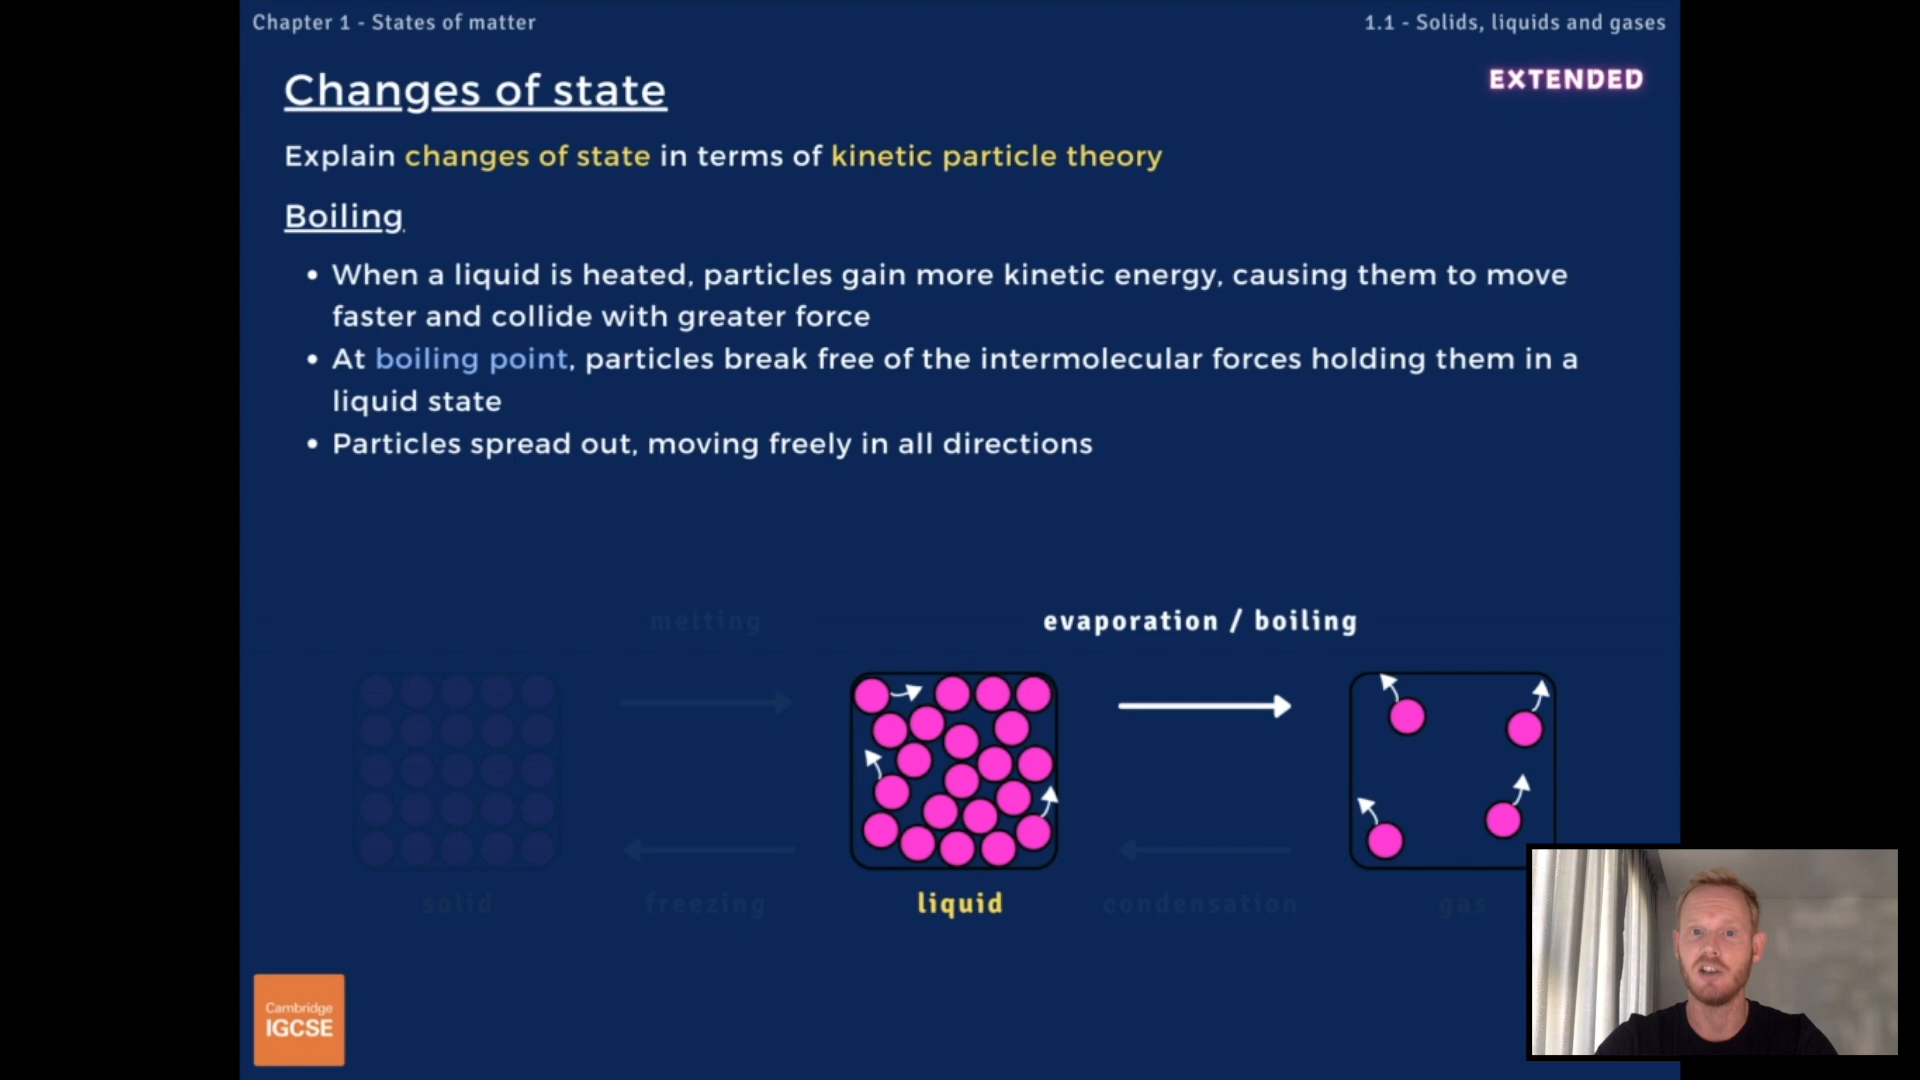 Chapter 1 - States of matter
1.1 - Solids, liquids and gases
EXTENDED
Changes of state
Explain changes of state in terms of kinetic particle theory
Boiling
• When a liquid is heated, particles gain more kinetic energy, causing them to move
faster and collide with greater force
• At boiling point, particles break free of the intermolecular forces holding them in a
liquid state
• Particles spread out, moving freely in all directions
melting
evaporation / boiling
solid
freezing
liquid
condensation
gas
Cambridge
IGCSE